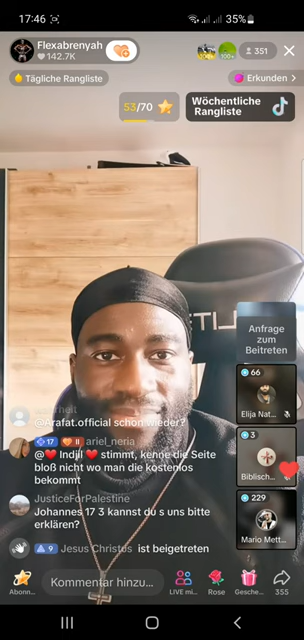 17:46
35%
Flexabrenyah
142.7K
100+
351
Tägliche Rangliste
Erkunden >
53/70
Wöchentliche
Rangliste
Anfrage
zum
Beitreten
66
Elija Nat...
3
Biblisch...
229
Mario Mett...
@Arafat.official schon wieder?
17 II ariel_neria
@❤️ Indjil ❤️ stimmt, kenne die Seite
bloß nicht wo man die kostenlos
bekommt
JusticeForPalestine
Johannes 17 3 kannst du s uns bitte
erklären?
9 Jesus Christus ist beigetreten
Abonn...
Kommentar hinzu...
LIVE mi...
Rose
Gesche...
355